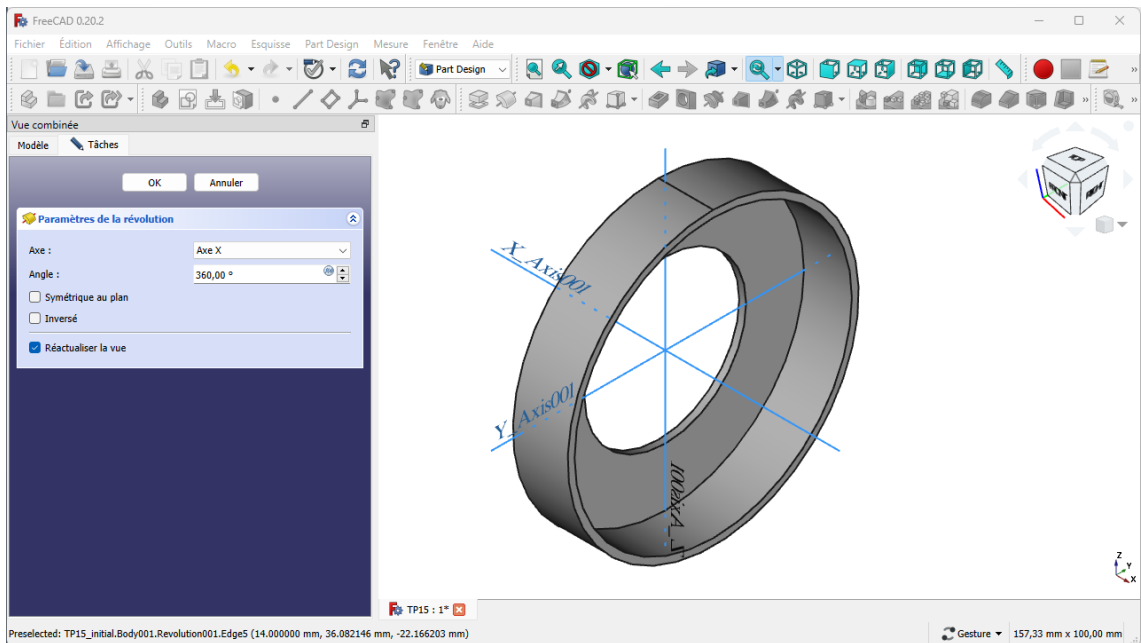 FreeCAD 0.20.2
Fichier Édition Affichage Outils Macro Esquisse Part Design Mesure Fenêtre Aide
Part Design
Vue combinée
Modèle Tâches
OK Annuler
Paramètres de la révolution
Axe : Axe X
Angle : 360,00 °
Symétrique au plan
Inversé
Réactualiser la vue
X_Axis001
Y_Axis001
Z_Axis001
Z
Y
X
TP15 : 1*
Preselected: TP15_initial.Body001.Revolution001.Edge5 (14.000000 mm, 36.082146 mm, -22.166203 mm)
Gesture 157,33 mm x 100,00 mm